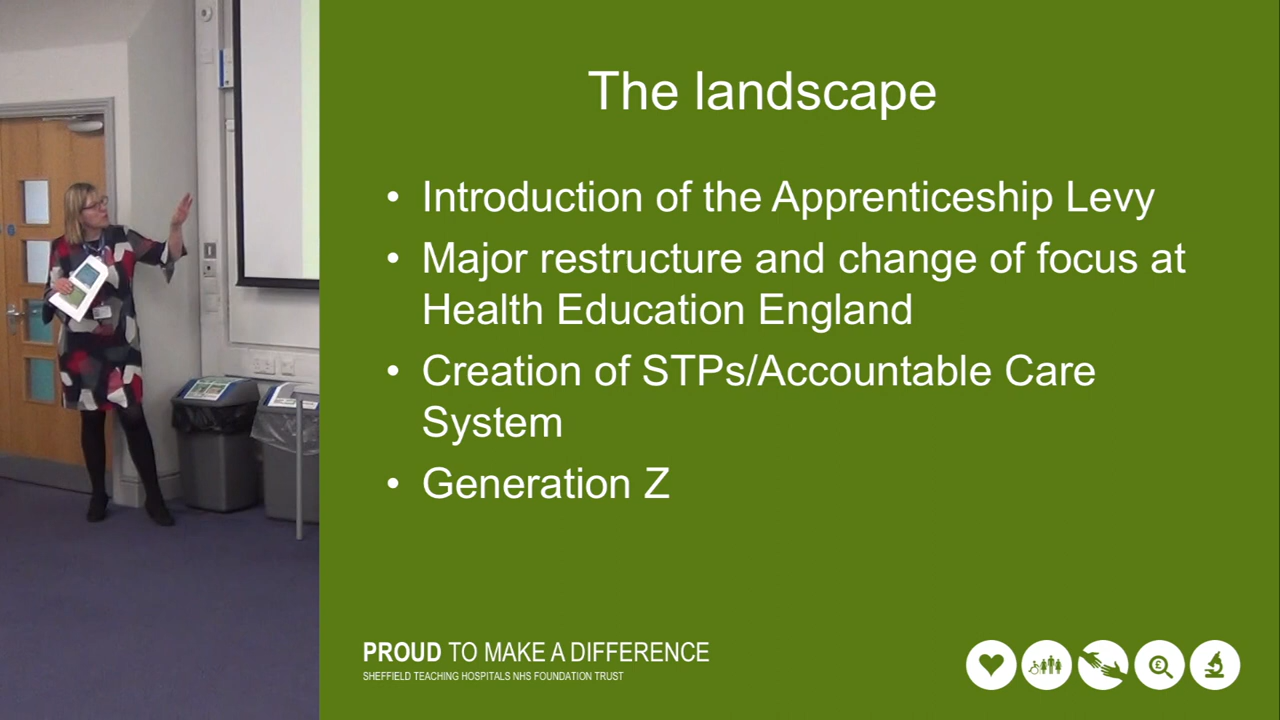 The landscape
• Introduction of the Apprenticeship Levy
• Major restructure and change of focus at
Health Education England
• Creation of STPs/Accountable Care
System
• Generation Z
PROUD TO MAKE A DIFFERENCE
SHEFFIELD TEACHING HOSPITALS NHS FOUNDATION TRUST
£